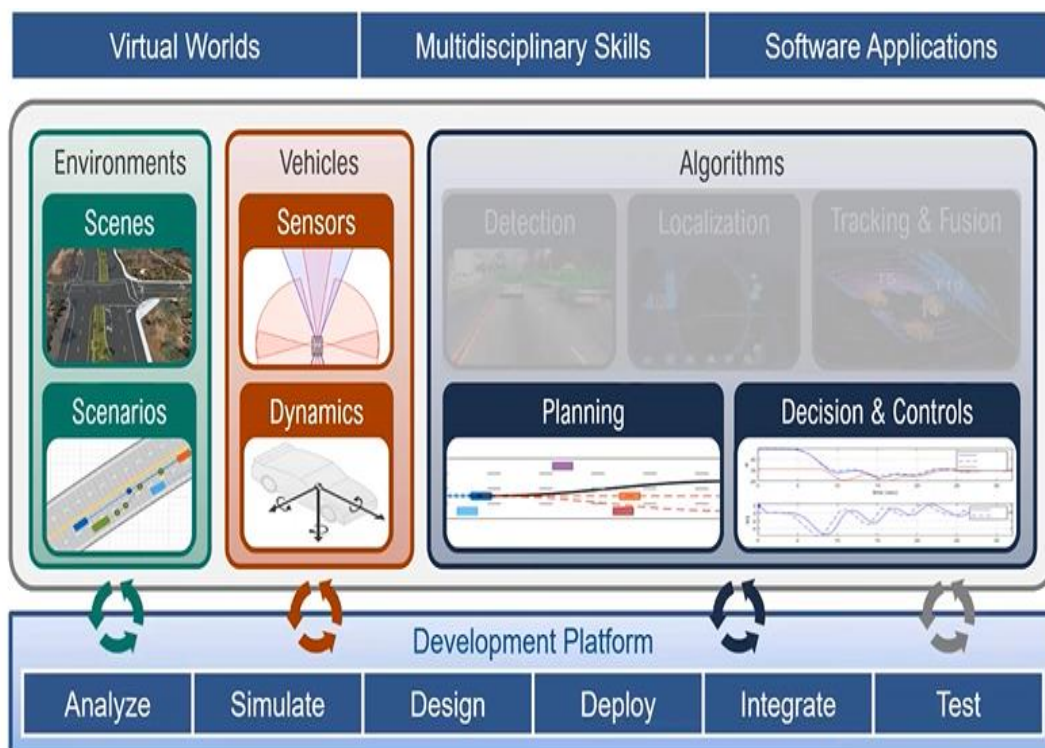 Virtual Worlds
Multidisciplinary Skills
Software Applications
Environments
Vehicles
Algorithms
Scenes
Sensors
Detection
Localization
Tracking & Fusion
Scenarios
Dynamics
Planning
Decision & Controls
Development Platform
Analyze
Simulate
Design
Deploy
Integrate
Test